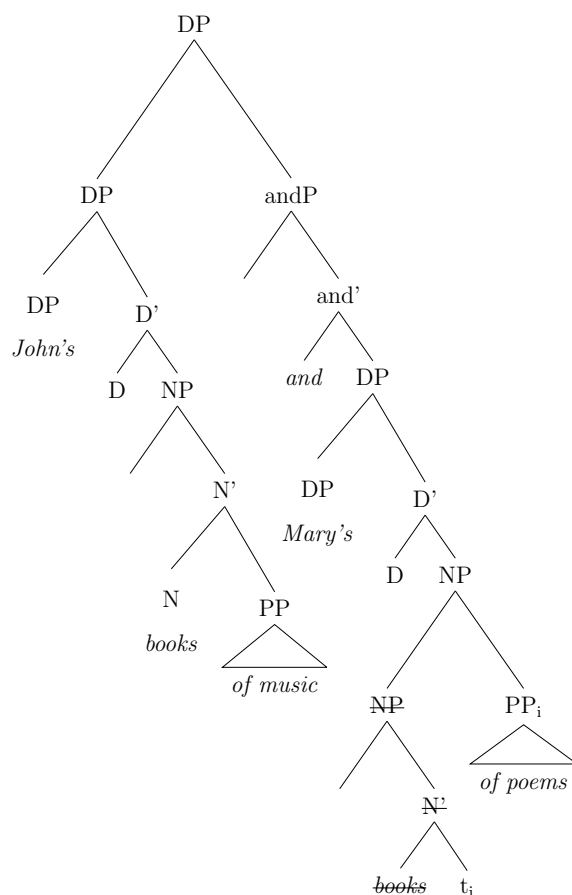 DP
DP andP
DP D' and'
John's
D NP and DP
N' DP D'
Mary's
N PP D NP
books
of music
NP PPi
of poems
N'
books ti